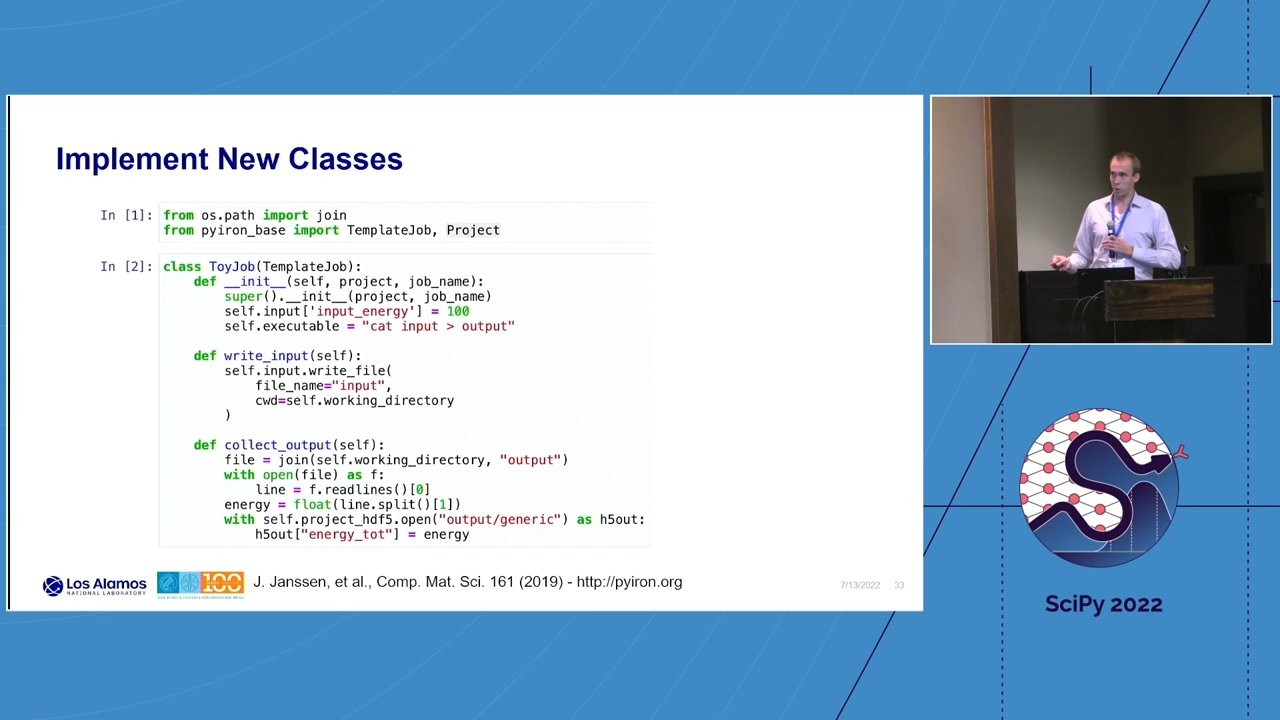 Implement New Classes
In [1]: from os.path import join
from pyiron_base import TemplateJob, Project
In [2]: class ToyJob(TemplateJob):
def __init__(self, project, job_name):
super().__init__(project, job_name)
self.input['input_energy'] = 100
self.executable = "cat input > output"
def write_input(self):
self.input.write_file(
file_name="input",
cwd=self.working_directory
)
def collect_output(self):
file = join(self.working_directory, "output")
with open(file) as f:
line = f.readlines()[0]
energy = float(line.split()[1])
with self.project_hdf5.open("output/generic") as h5out:
h5out["energy_tot"] = energy
Los Alamos
NATIONAL LABORATORY
100
J. Janssen, et al., Comp. Mat. Sci. 161 (2019) - http://pyiron.org
7/13/2022 33
SciPy 2022